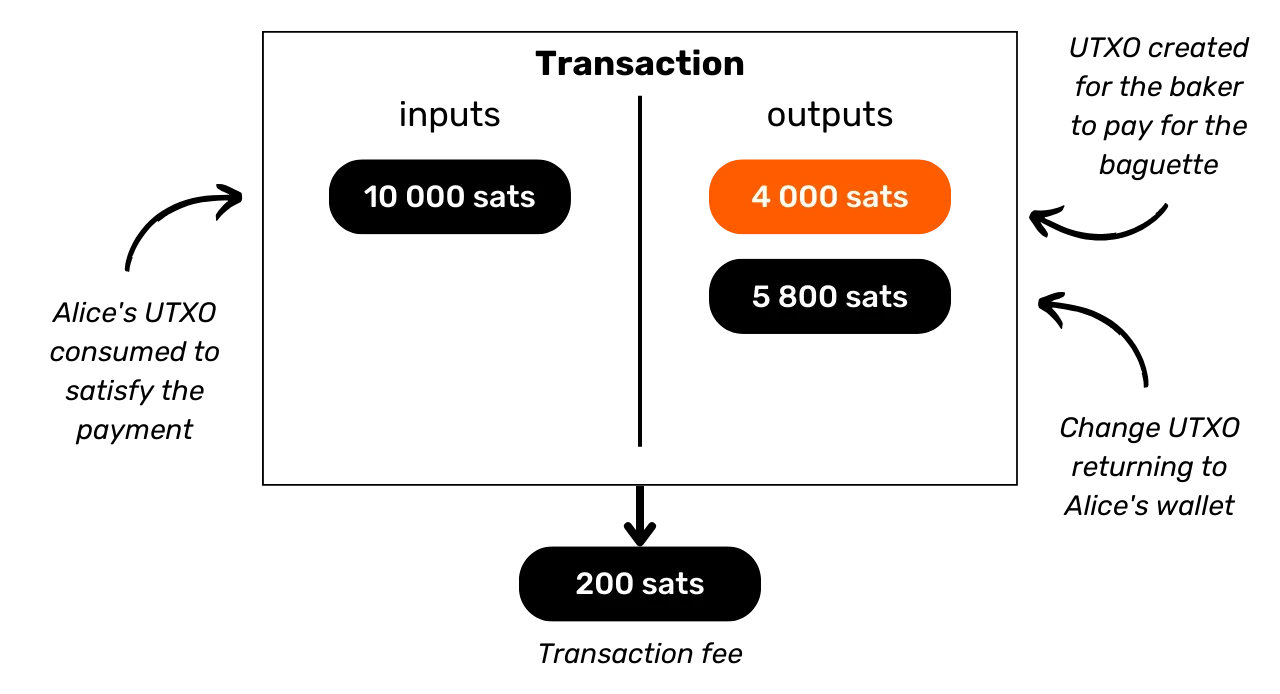 Transaction
inputs
outputs
10 000 sats
4 000 sats
5 800 sats
Alice's UTXO
consumed to
satisfy the
payment
UTXO created
for the baker
to pay for the
baguette
Change UTXO
returning to
Alice's wallet
200 sats
Transaction fee